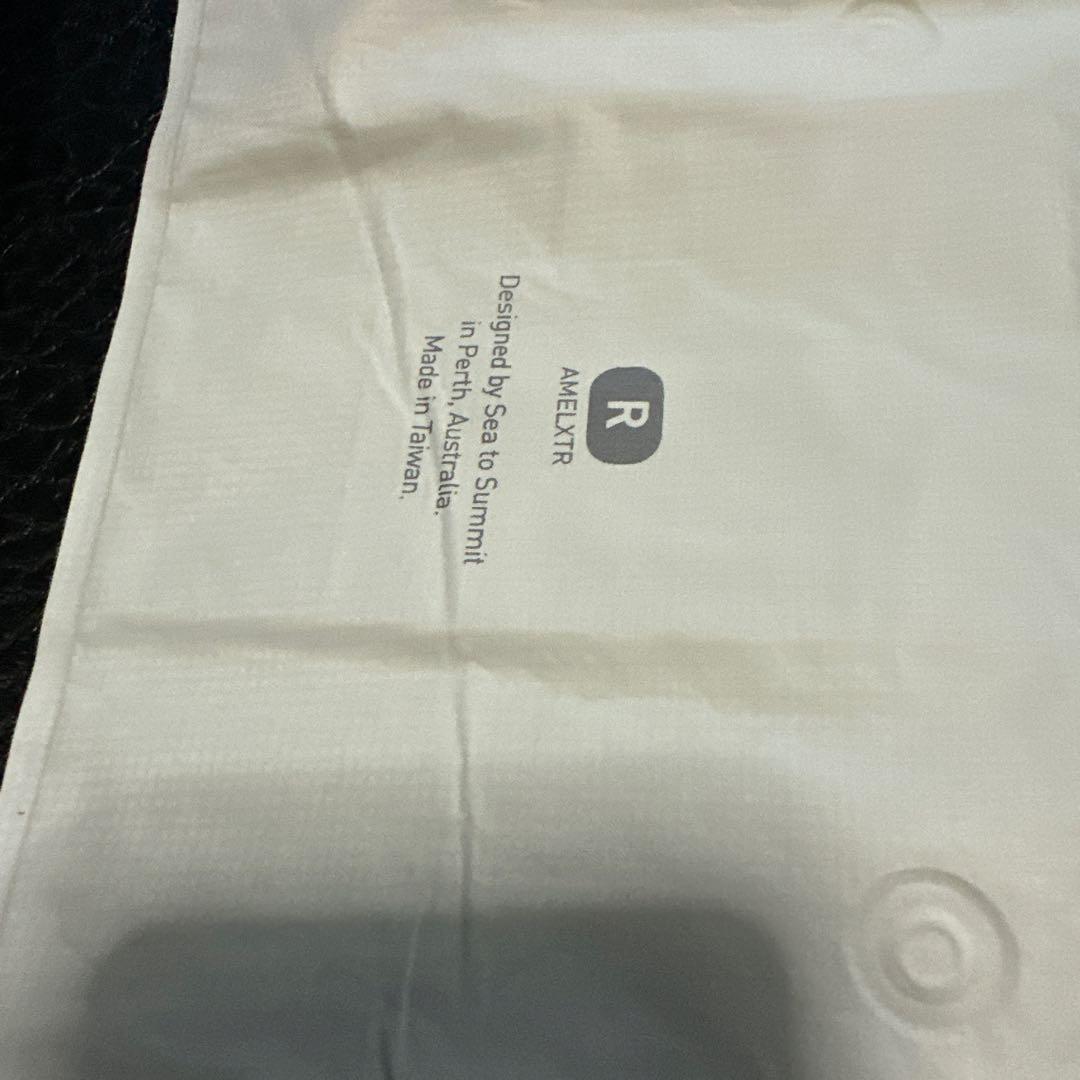 R
AMELXTR
Designed by Sea to Summit
in Perth, Australia.
Made in Taiwan.